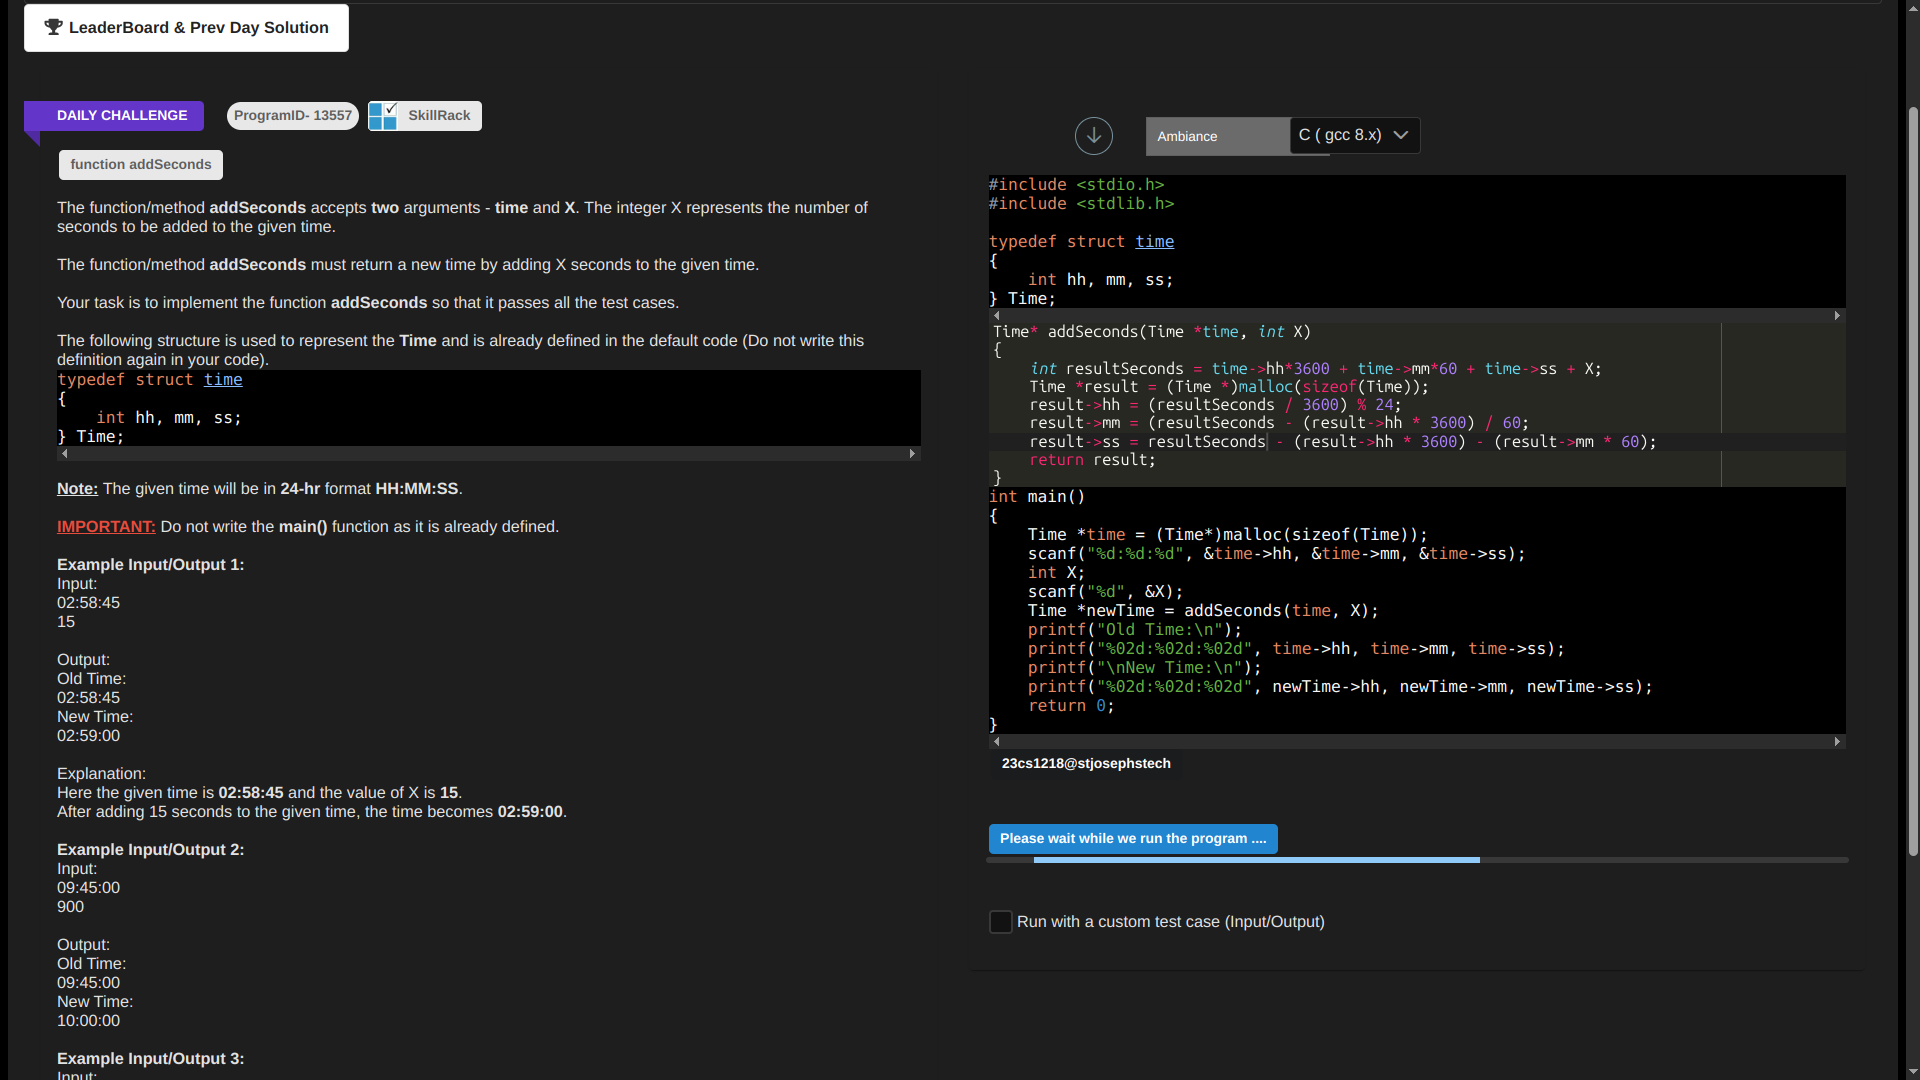 LeaderBoard & Prev Day Solution
DAILY CHALLENGE
ProgramID- 13557
SkillRack
function addSeconds
The function/method addSeconds accepts two arguments - time and X. The integer X represents the number of
seconds to be added to the given time.
The function/method addSeconds must return a new time by adding X seconds to the given time.
Your task is to implement the function addSeconds so that it passes all the test cases.
The following structure is used to represent the Time and is already defined in the default code (Do not write this
definition again in your code).
typedef struct time
{
    int hh, mm, ss;
} Time;
Note: The given time will be in 24-hr format HH:MM:SS.
IMPORTANT: Do not write the main() function as it is already defined.
Example Input/Output 1:
Input:
02:58:45
15
Output:
Old Time:
02:58:45
New Time:
02:59:00
Explanation:
Here the given time is 02:58:45 and the value of X is 15.
After adding 15 seconds to the given time, the time becomes 02:59:00.
Example Input/Output 2:
Input:
09:45:00
900
Output:
Old Time:
09:45:00
New Time:
10:00:00
Example Input/Output 3:
Input:
Ambiance
C ( gcc 8.x)
#include <stdio.h>
#include <stdlib.h>
typedef struct time
{
    int hh, mm, ss;
} Time;
Time* addSeconds(Time *time, int X)
{
    int resultSeconds = time->hh*3600 + time->mm*60 + time->ss + X;
    Time *result = (Time *)malloc(sizeof(Time));
    result->hh = (resultSeconds / 3600) % 24;
    result->mm = (resultSeconds - (result->hh * 3600) / 60;
    result->ss = resultSeconds - (result->hh * 3600) - (result->mm * 60);
    return result;
}
int main()
{
    Time *time = (Time*)malloc(sizeof(Time));
    scanf("%d:%d:%d", &time->hh, &time->mm, &time->ss);
    int X;
    scanf("%d", &X);
    Time *newTime = addSeconds(time, X);
    printf("Old Time:\n");
    printf("%02d:%02d:%02d", time->hh, time->mm, time->ss);
    printf("\nNew Time:\n");
    printf("%02d:%02d:%02d", newTime->hh, newTime->mm, newTime->ss);
    return 0;
}
23cs1218@stjosephstech
Please wait while we run the program ....
Run with a custom test case (Input/Output)